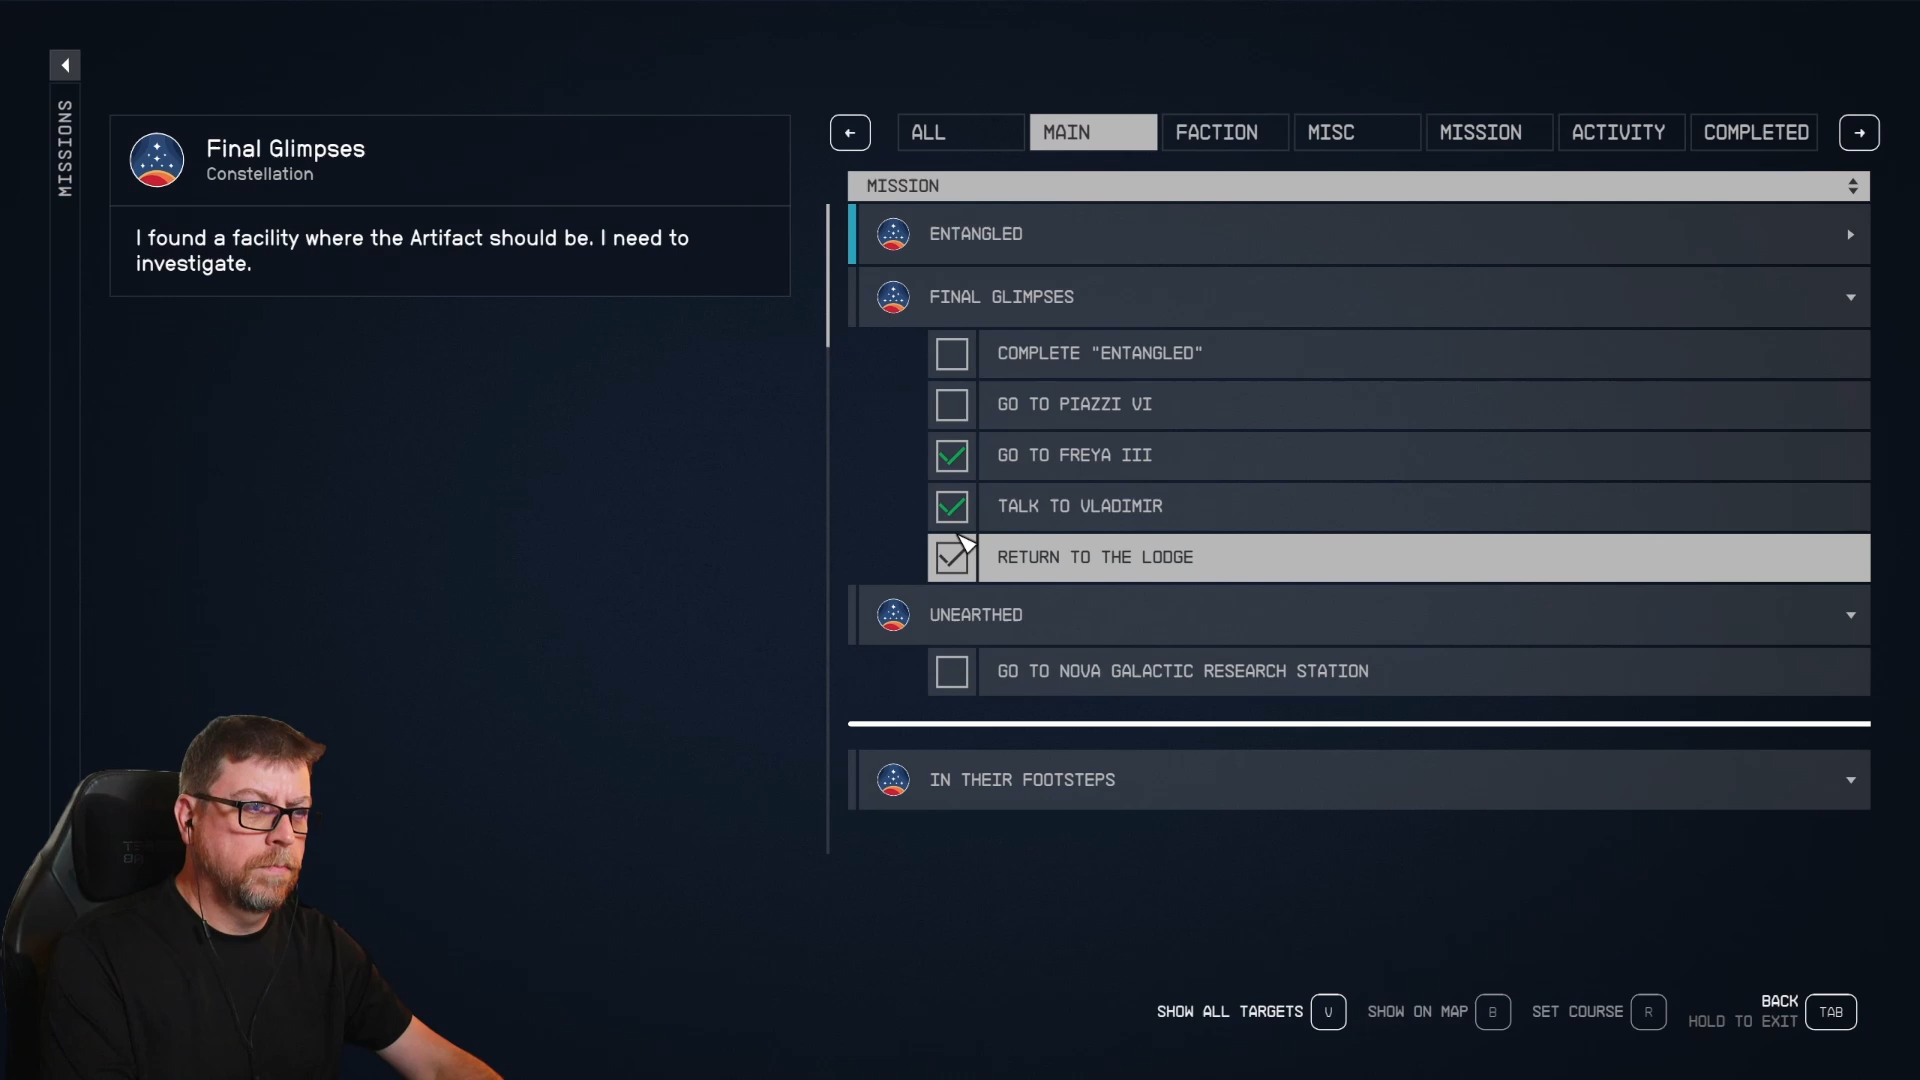 MISSIONS
Final Glimpses
Constellation
I found a facility where the Artifact should be. I need to
investigate.
ALL
MAIN
FACTION
MISC
MISSION
ACTIVITY
COMPLETED
MISSION
ENTANGLED
FINAL GLIMPSES
COMPLETE "ENTANGLED"
GO TO PIAZZI VI
GO TO FREYA III
TALK TO VLADIMIR
RETURN TO THE LODGE
UNEARTHED
GO TO NOVA GALACTIC RESEARCH STATION
IN THEIR FOOTSTEPS
SHOW ALL TARGETS V
SHOW ON MAP B
SET COURSE R
BACK
HOLD TO EXIT
TAB